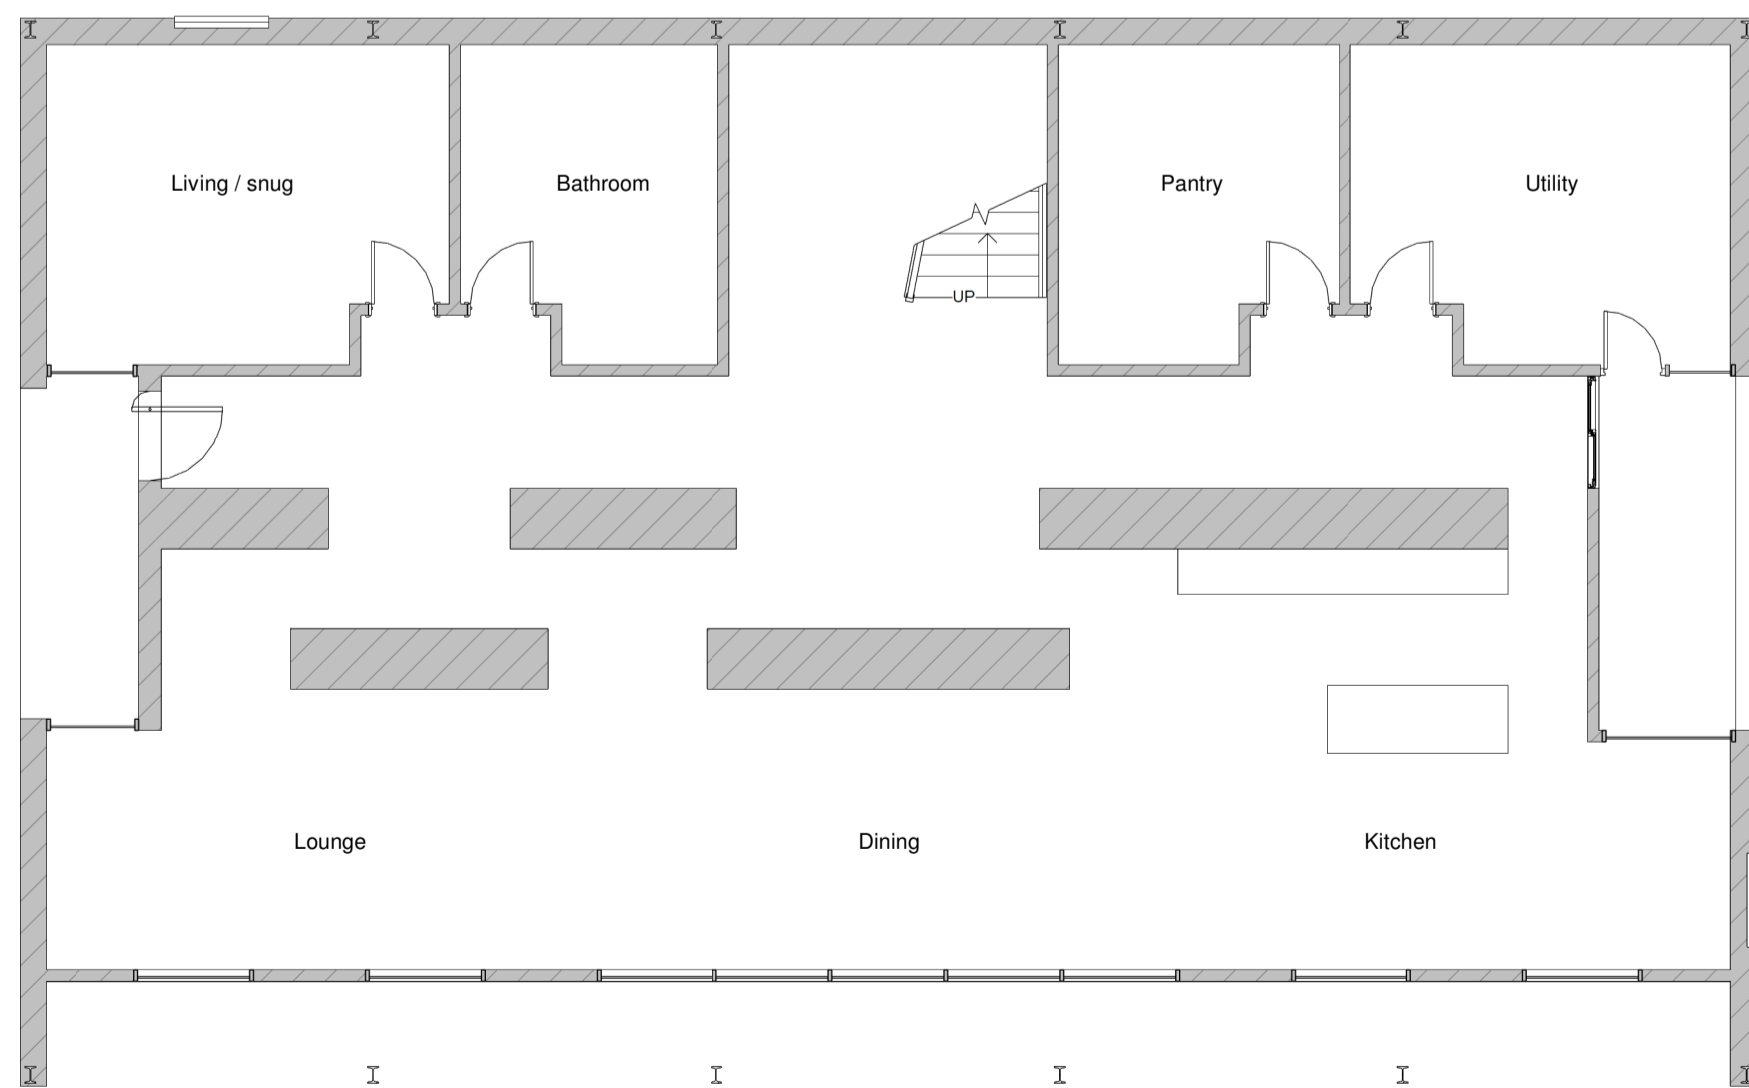 Living / snug
Bathroom
Pantry
Utility
UP
Lounge
Dining
Kitchen